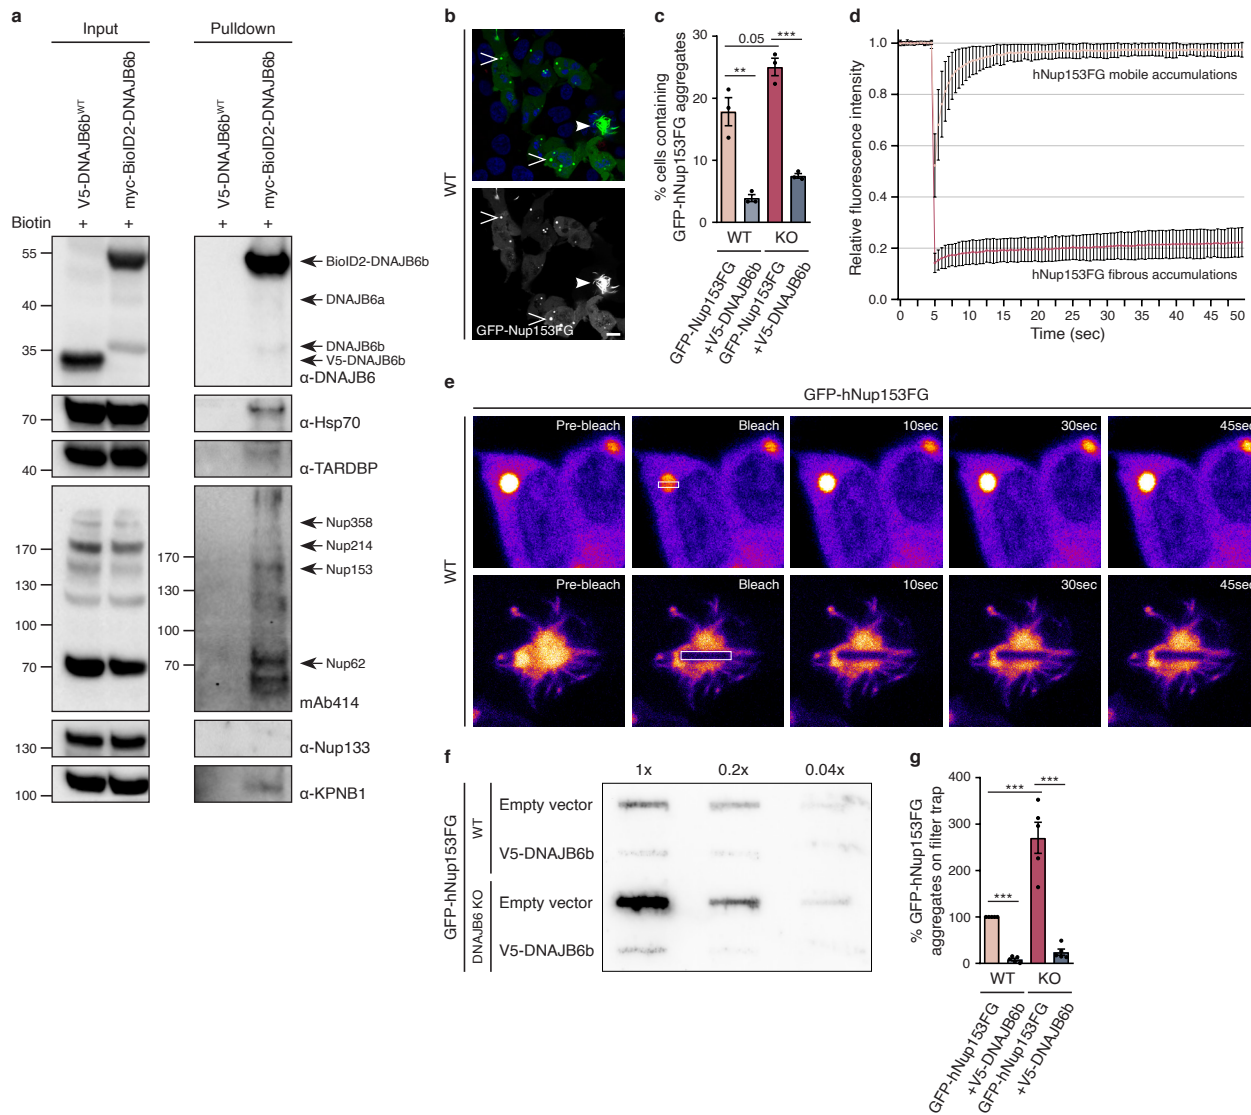 a
Input
Pulldown
V5-DNAJB6bWT
myc-BioID2-DNAJB6b
V5-DNAJB6bWT
myc-BioID2-DNAJB6b
Biotin + + + +
55
40
35
BioID2-DNAJB6b
DNAJB6a
DNAJB6b
V5-DNAJB6b
α-DNAJB6
70
α-Hsp70
40
α-TARDBP
170
130
100
70
170
130
100
70
Nup358
Nup214
Nup153
Nup62
mAb414
130
α-Nup133
100
α-KPNB1
b
WT
GFP-Nup153FG
c
% cells containing
GFP-hNup153FG aggregates
30
20
10
0
0.05
***
**
WT
KO
GFP-Nup153FG
+V5-DNAJB6b
GFP-Nup153FG
+V5-DNAJB6b
d
Relative fluorescence intensity
1.0
0.8
0.6
0.4
0.2
0.0
hNup153FG mobile accumulations
hNup153FG fibrous accumulations
0 5 10 15 20 25 30 35 40 45 50
Time (sec)
e
GFP-hNup153FG
WT
Pre-bleach
Bleach
10sec
30sec
45sec
Pre-bleach
Bleach
10sec
30sec
45sec
f
1x
0.2x
0.04x
GFP-hNup153FG
WT
Empty vector
V5-DNAJB6b
DNAJB6 KO
Empty vector
V5-DNAJB6b
g
% GFP-hNup153FG
aggregates on filter trap
400
300
200
100
0
***
***
***
WT
KO
GFP-hNup153FG
+V5-DNAJB6b
GFP-hNup153FG
+V5-DNAJB6b